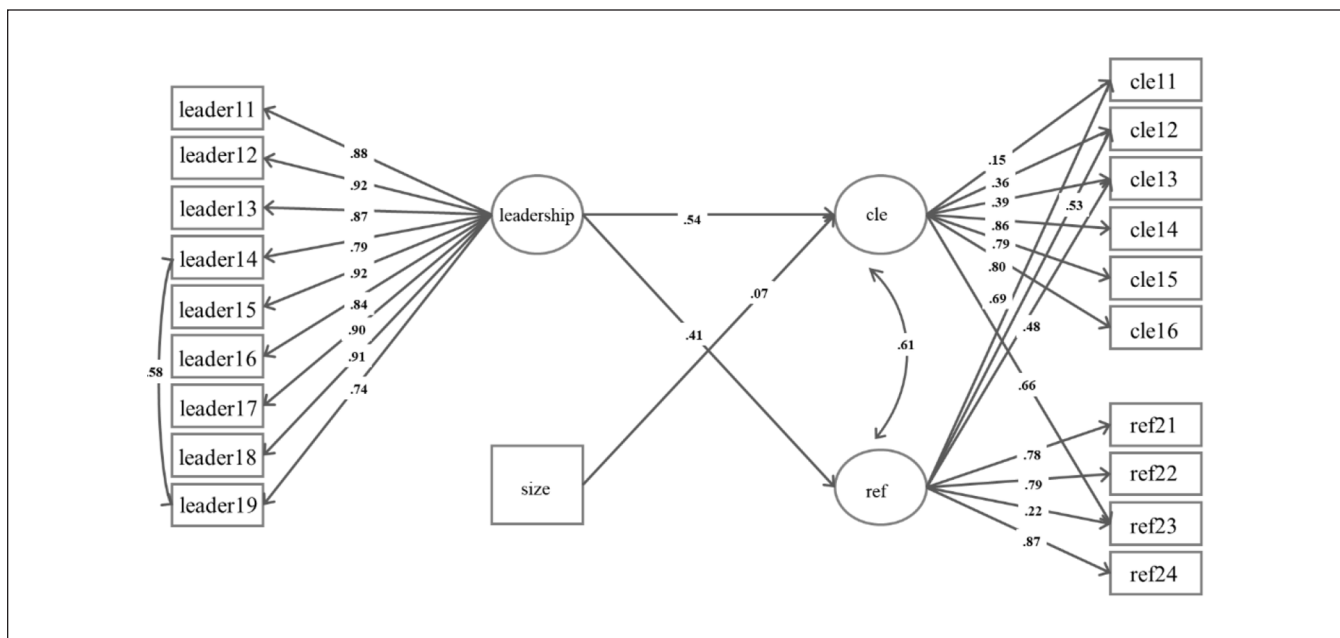 leader11
leader12
leader13
leader14
leader15
leader16
leader17
leader18
leader19
.58
.88
.92
.87
.79
.92
.84
.90
.91
.74
leadership
size
.54
.41
.07
cle
ref
.61
.15
.36
.39
.86
.79
.80
.53
.69
.48
.66
.78
.79
.22
.87
cle11
cle12
cle13
cle14
cle15
cle16
ref21
ref22
ref23
ref24